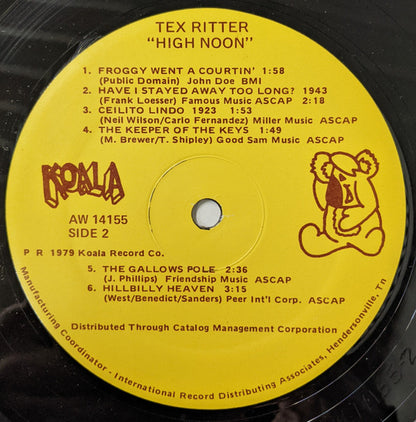 TEX RITTER
"HIGH NOON"
1. FROGGY WENT A COURTIN' 1:58
(Public Domain) John Doe BMI
2. HAVE I STAYED AWAY TOO LONG? 1943
(Frank Loesser) Famous Music ASCAP 2:18
3. CEILITO LINDO 1923 1:53
(Neil Wilson/Carlo Fernandez) Miller Music ASCAP
4. THE KEEPER OF THE KEYS 1:49
(M. Brewer/T. Shipley) Good Sam Music ASCAP
KOALA
AW 14155
SIDE 2
P R 1979 Koala Record Co.
5. THE GALLOWS POLE 2:36
(J. Phillips) Friendship Music ASCAP
6. HILLBILLY HEAVEN 3:15
(West/Benedict/Sanders) Peer Int'l Corp. ASCAP
Distributed Through Catalog Management Corporation
Manufacturing Coordinator - International Record Distributing Associates, Hendersonville, Tn